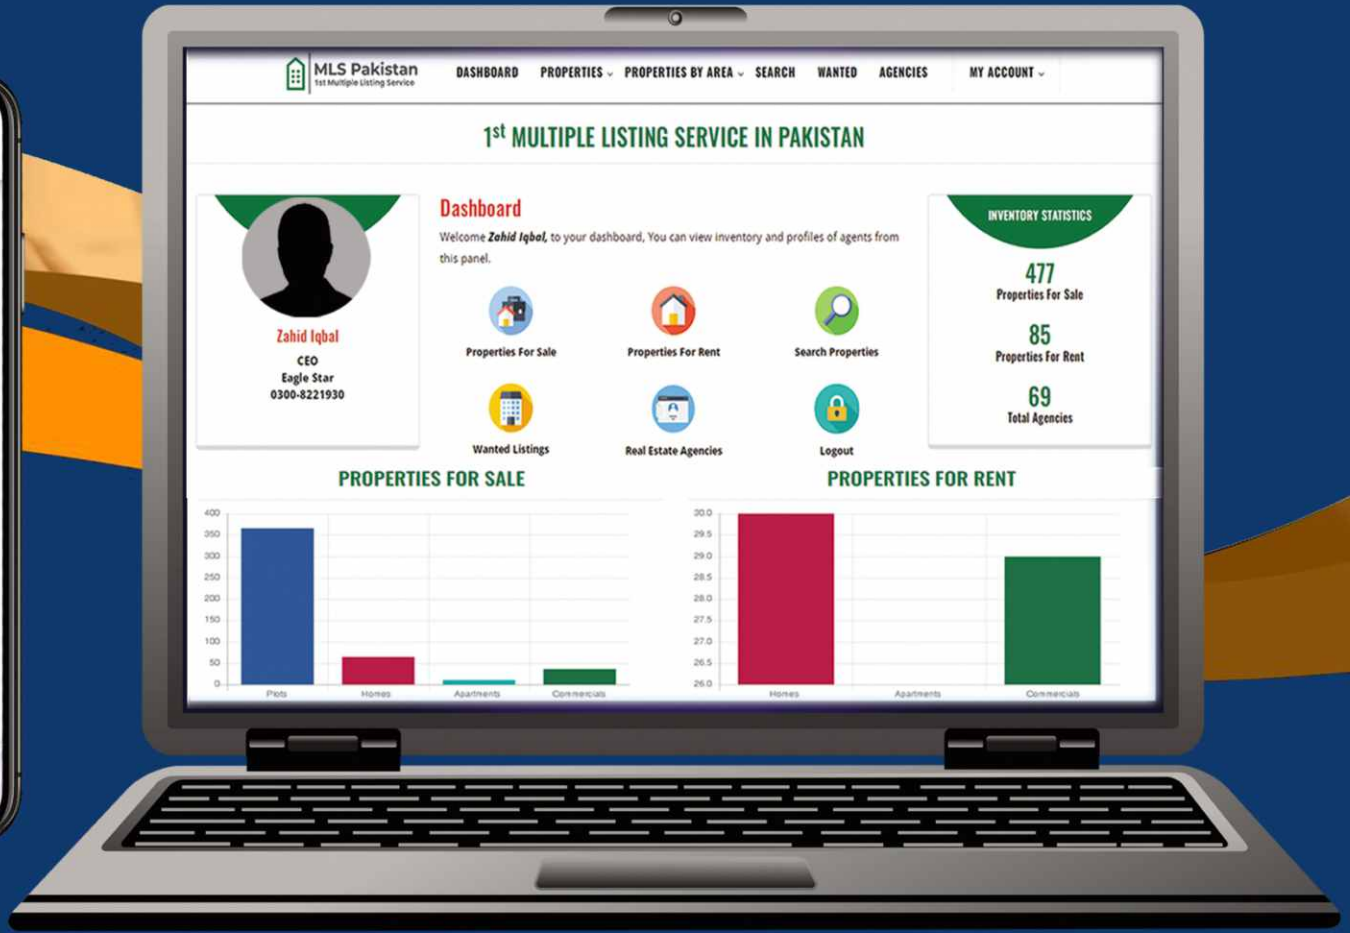 MLS Pakistan
1st Multiple Listing Service
DASHBOARD PROPERTIES PROPERTIES BY AREA SEARCH WANTED AGENCIES MY ACCOUNT
1st MULTIPLE LISTING SERVICE IN PAKISTAN
Zahid Iqbal
CEO
Eagle Star
0300-8221930
Dashboard
Welcome Zahid Iqbal, to your dashboard, You can view inventory and profiles of agents from
this panel.
Properties For Sale Properties For Rent Search Properties
Wanted Listings Real Estate Agencies Logout
INVENTORY STATISTICS
477
Properties For Sale
85
Properties For Rent
69
Total Agencies
PROPERTIES FOR SALE
400
350
300
250
200
150
100
50
0
Plots Homes Apartments Commercials
PROPERTIES FOR RENT
30.0
29.5
29.0
28.5
28.0
27.5
27.0
26.5
26.0
Homes Apartments Commercials